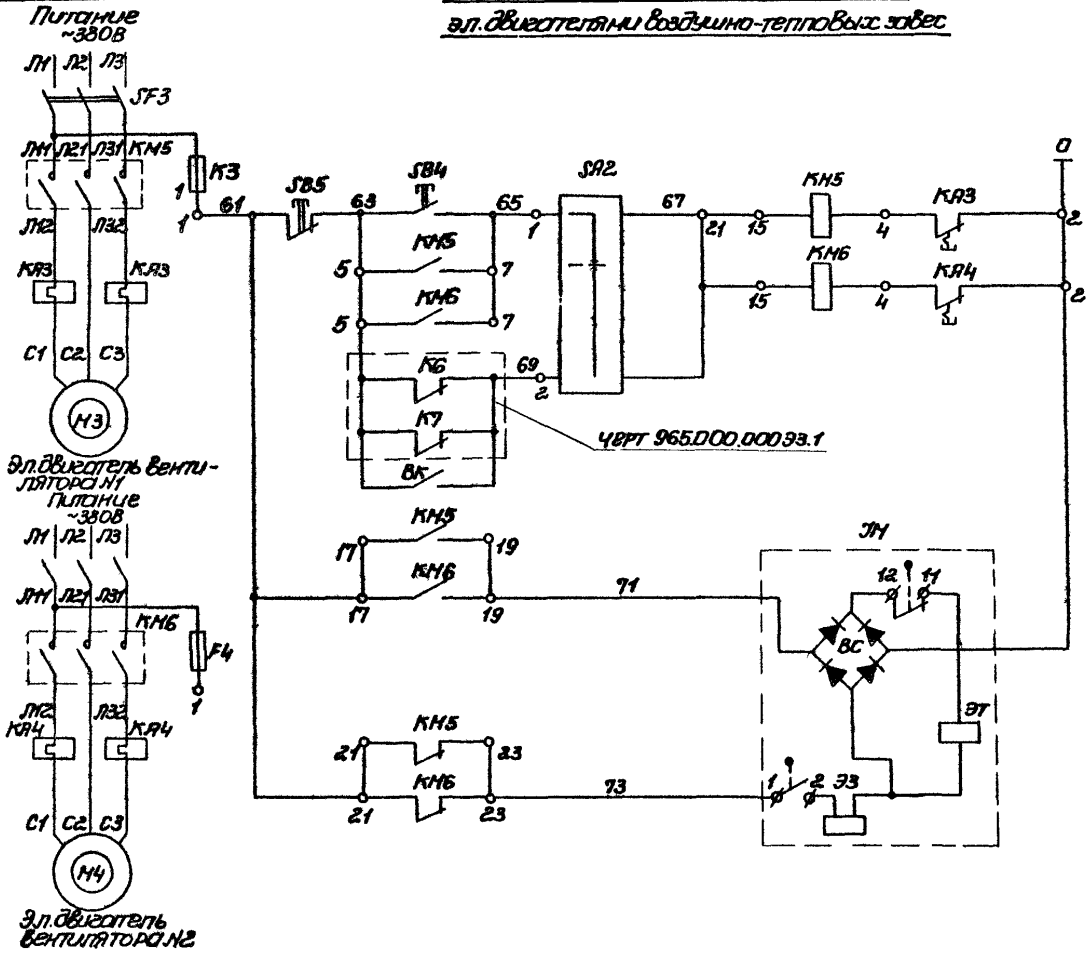 эл.двигателями воздушно-тепловых завес
Питание
~380В
Л1 Л2 Л3
SF3
Л11 Л21 Л31 КМ5
К3
1
1
61
SB5
63
SB4
65
1
SA2
67
21
15
КМ5
4
КА3
2
0
Л12 Л32
КА3 КА3
5 КМ5 7
5 КМ6 7
15
КМ6
4
КА4
2
С1 С2 С3
М3
Эл.двигатель венти-
лятора N1
К6
69
2
К7
ВК
черт 965.000.000ЭЗ.1
Питание
~380В
Л1 Л2 Л3
Л11 Л21 Л31
КМ6
F4
1
Л12 Л32
КА4 КА4
С1 С2 С3
М4
Эл.двигатель
вентилятора N2
17 КМ5 19
17 КМ6 19
71
21 КМ5 23
21 КМ6 23
73
ЭМ
12 11
ВС
ЭТ
1 2 ЭЗ